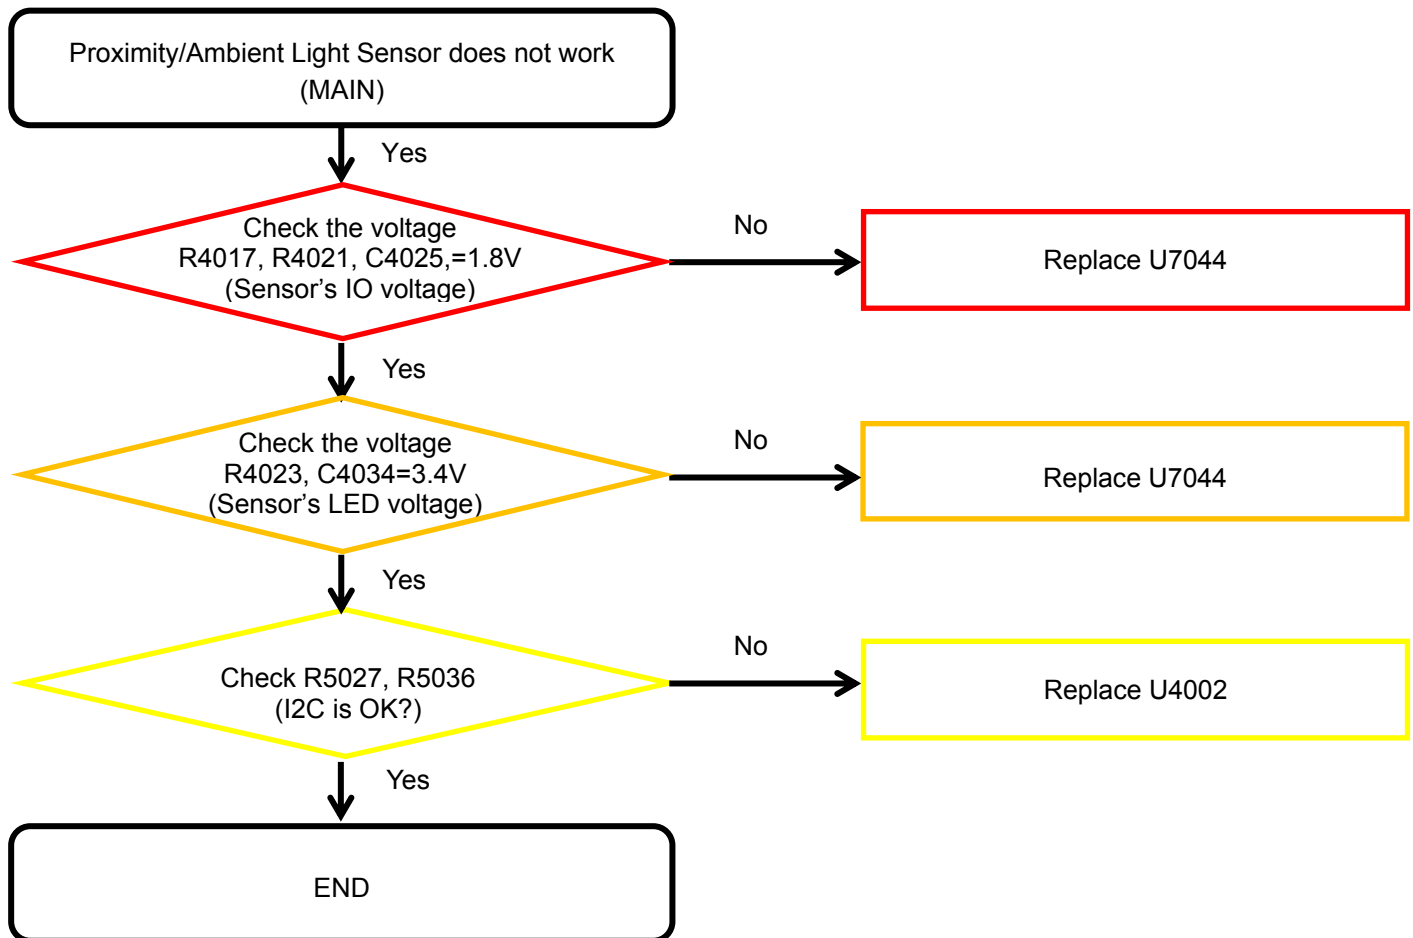 Proximity/Ambient Light Sensor does not work
(MAIN)
Yes
Check the voltage
R4017, R4021, C4025,=1.8V
(Sensor's IO voltage)
No
Replace U7044
Yes
Check the voltage
R4023, C4034=3.4V
(Sensor's LED voltage)
No
Replace U7044
Yes
Check R5027, R5036
(I2C is OK?)
No
Replace U4002
Yes
END